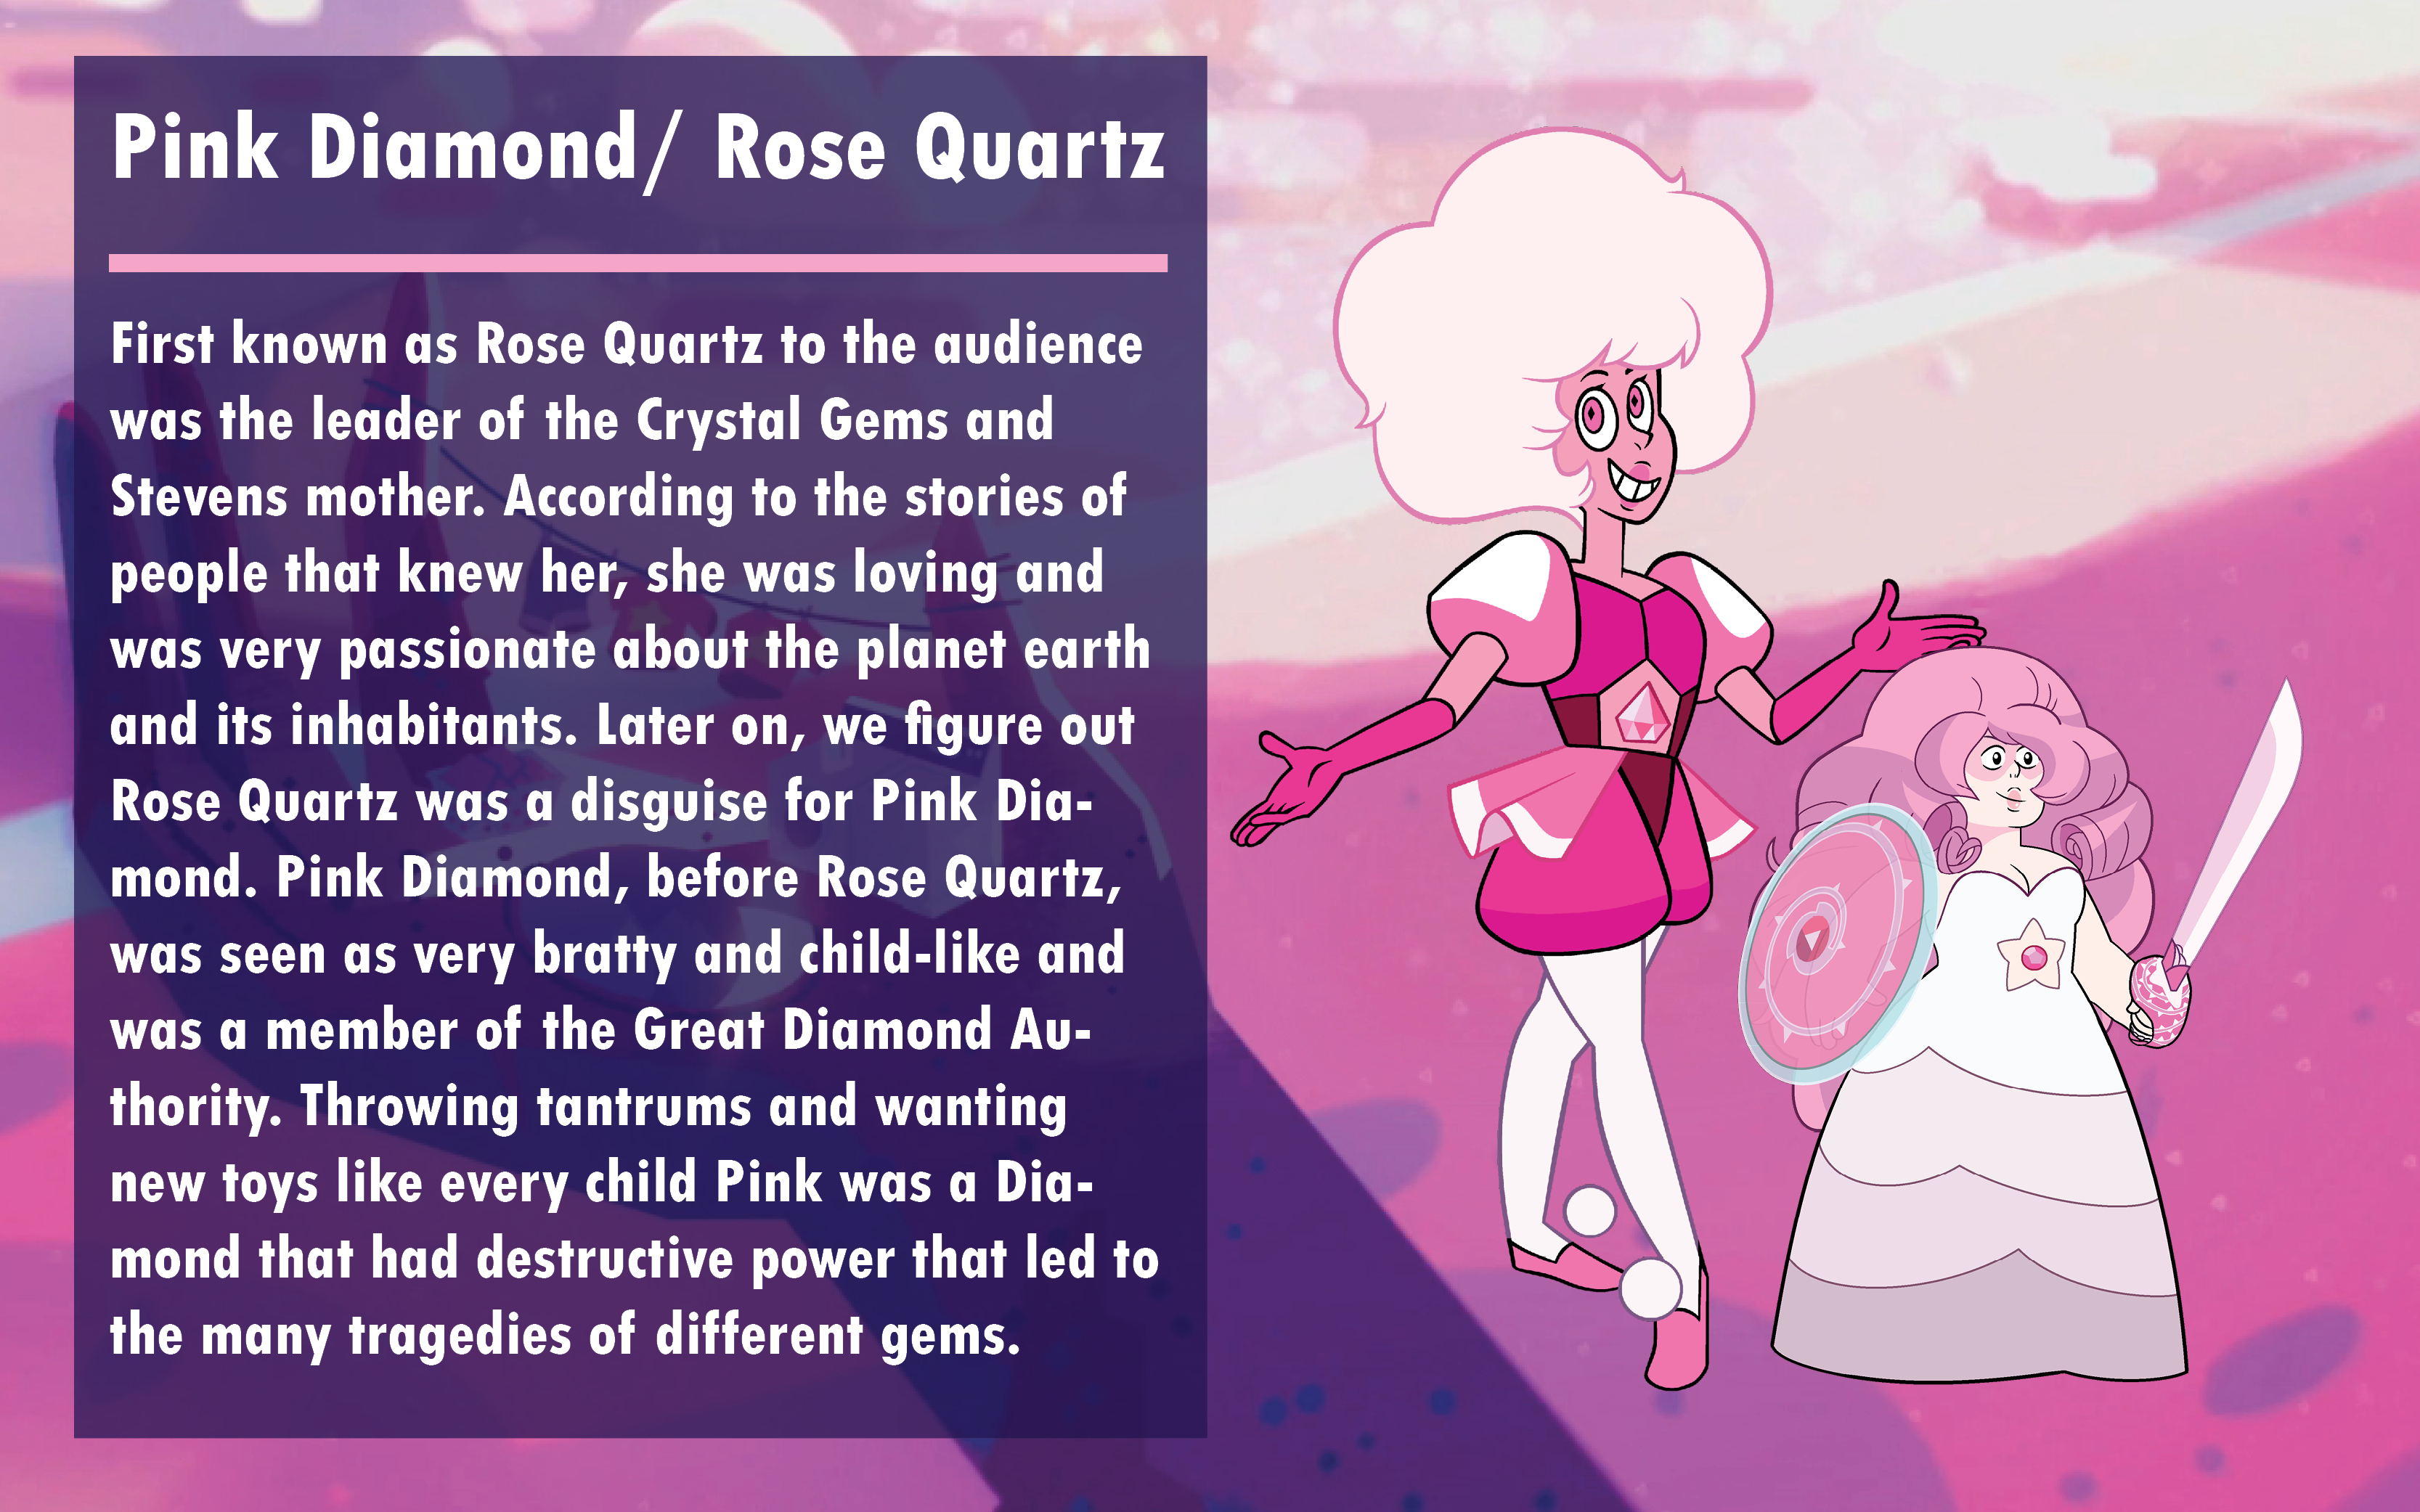 Pink Diamond/ Rose Quartz
First known as Rose Quartz to the audience
was the leader of the Crystal Gems and
Stevens mother. According to the stories of
people that knew her, she was loving and
was very passionate about the planet earth
and its inhabitants. Later on, we figure out
Rose Quartz was a disguise for Pink Dia-
mond. Pink Diamond, before Rose Quartz,
was seen as very bratty and child-like and
was a member of the Great Diamond Au-
thority. Throwing tantrums and wanting
new toys like every child Pink was a Dia-
mond that had destructive power that led to
the many tragedies of different gems.